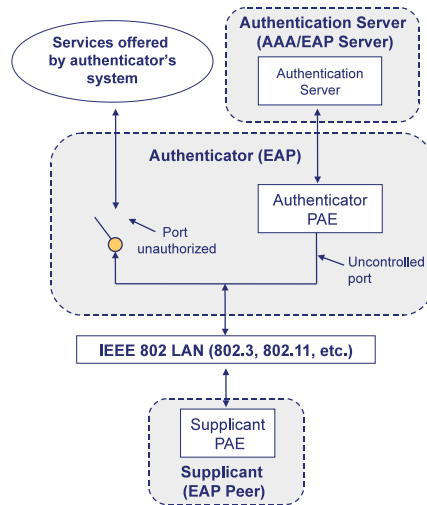 Services offered
by authenticator's
system
Authentication Server
(AAA/EAP Server)
Authentication
Server
Authenticator (EAP)
Authenticator
PAE
Port
unauthorized
Uncontrolled
port
IEEE 802 LAN (802.3, 802.11, etc.)
Supplicant
PAE
Supplicant
(EAP Peer)